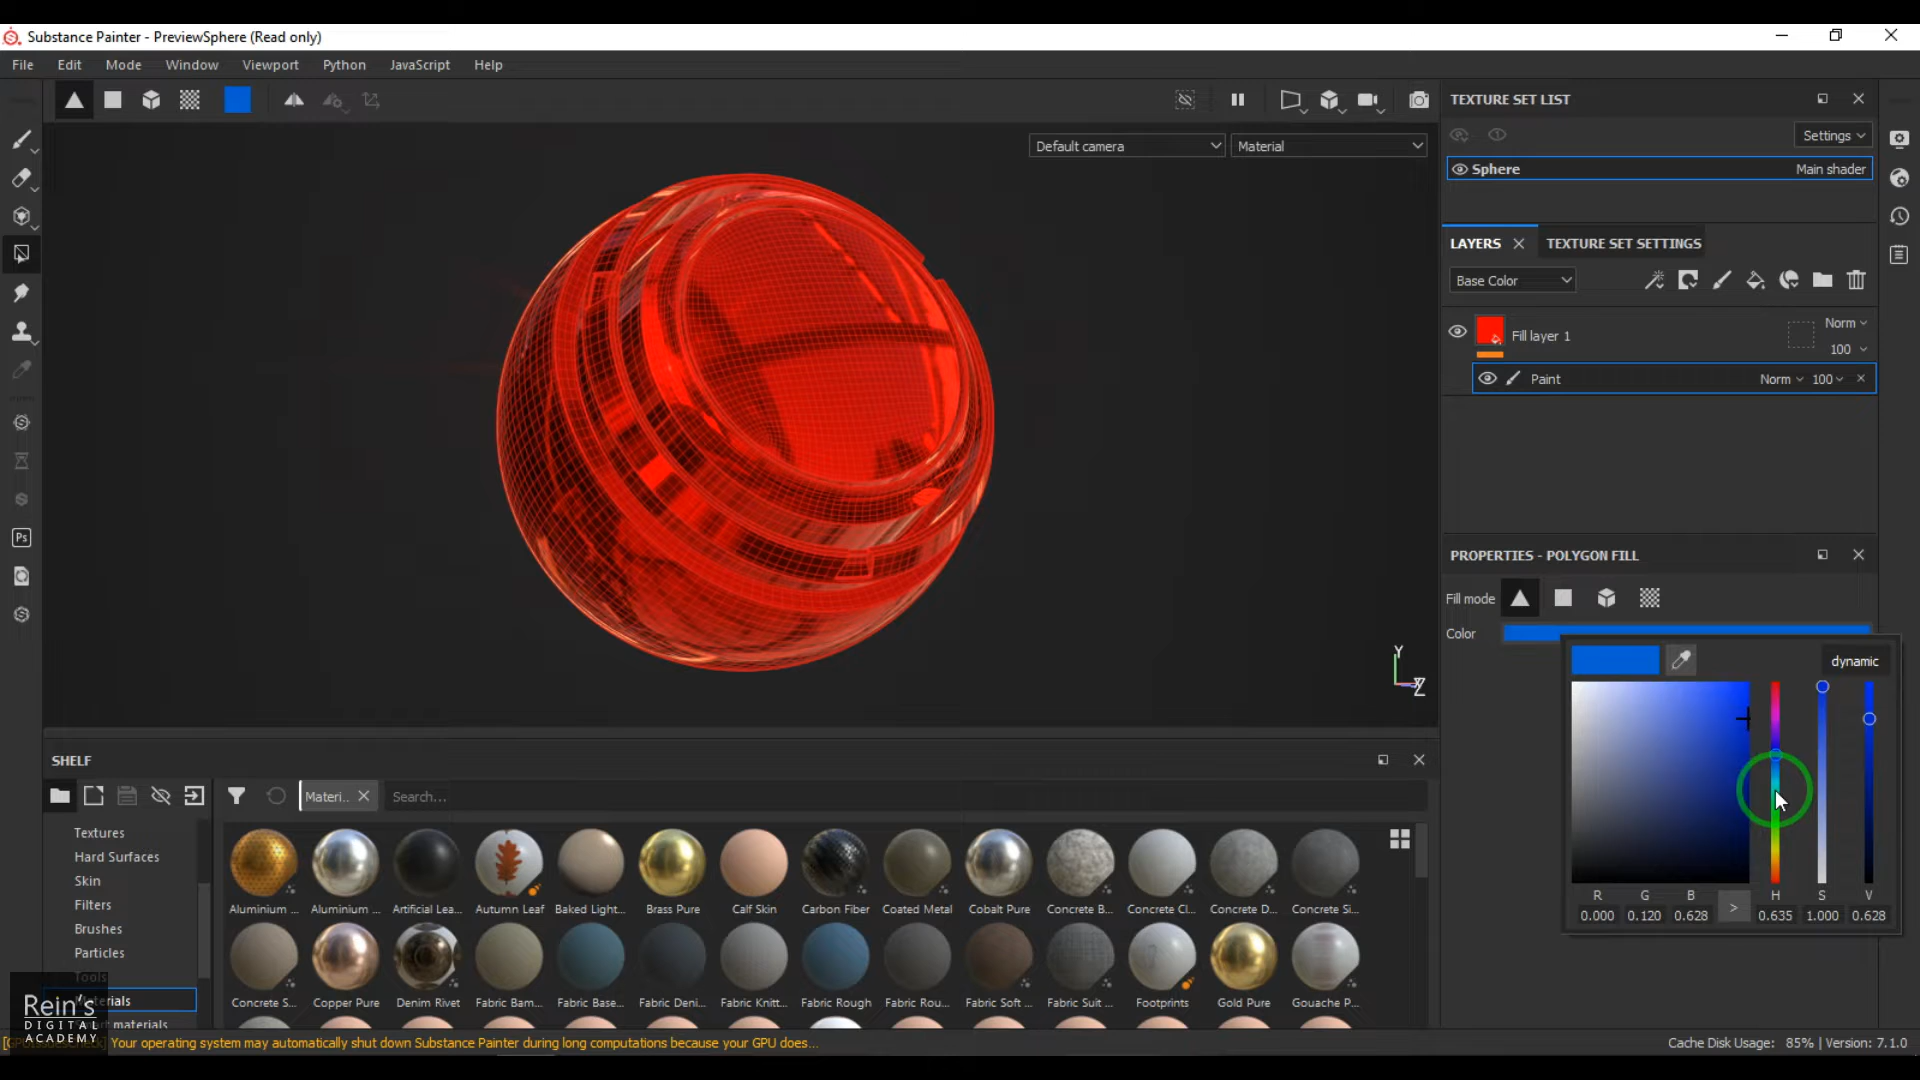 Substance Painter - PreviewSphere (Read only)
File Edit Mode Window Viewport Python JavaScript Help
TEXTURE SET LIST
Default camera Material
Settings
Sphere Main shader
LAYERS TEXTURE SET SETTINGS
Base Color
Fill layer 1 Norm
100
Paint Norm 100
PROPERTIES - POLYGON FILL
Fill mode
Color
dynamic
Y
Z
R G B H S V
0.000 0.120 0.628 > 0.635 1.000 0.628
SHELF
Materi.. Search...
Textures
Hard Surfaces
Skin
Filters
Brushes
Particles
Tools
Aluminium ... Aluminium ... Artificial Lea... Autumn Leaf Baked Light... Brass Pure Calf Skin Carbon Fiber Coated Metal Cobalt Pure Concrete B... Concrete Cl... Concrete D... Concrete Si...
Concrete S... Copper Pure Denim Rivet Fabric Bam... Fabric Base... Fabric Deni... Fabric Knitt... Fabric Rough Fabric Rou... Fabric Soft ... Fabric Suit ... Footprints Gold Pure Gouache P...
Rein's
DIGITAL
ACADEMY
Ps
Your operating system may automatically shut down Substance Painter during long computations because your GPU does...
Cache Disk Usage: 85% | Version: 7.1.0